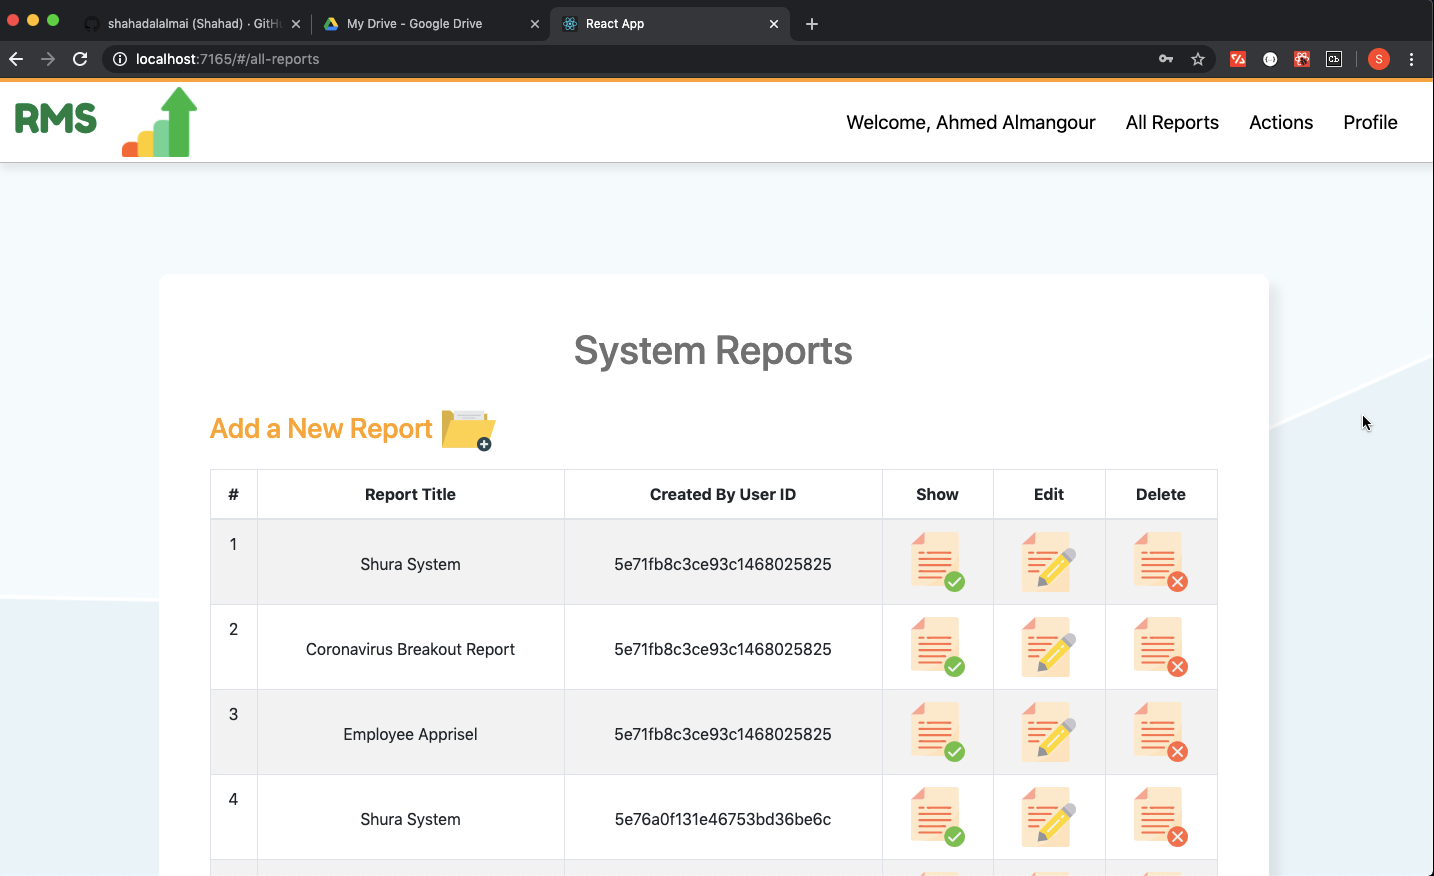 shahadalalmai (Shahad) · GitHu
My Drive - Google Drive
React App
localhost:7165/#/all-reports
S
RMS
Welcome, Ahmed Almangour
All Reports
Actions
Profile
System Reports
Add a New Report
# Report Title Created By User ID Show Edit Delete
1 Shura System 5e71fb8c3ce93c1468025825
2 Coronavirus Breakout Report 5e71fb8c3ce93c1468025825
3 Employee Apprisel 5e71fb8c3ce93c1468025825
4 Shura System 5e76a0f131e46753bd36be6c